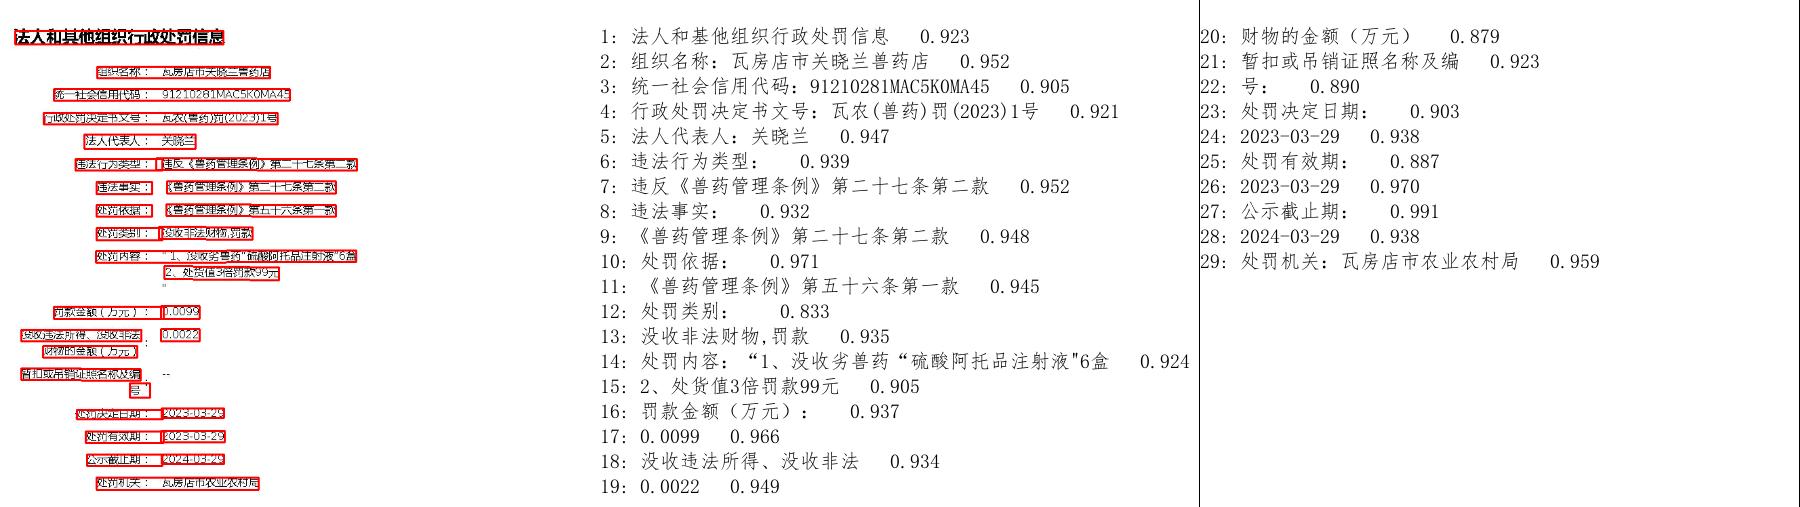 法人和其他组织行政处罚信息
组织名称： 瓦房店市关晓兰兽药店
统一社会信用代码： 91210281MAC5K0MA45
行政处罚决定书文号： 瓦农(兽药)罚(2023)1号
法人代表人： 关晓兰
违法行为类型： 违反《兽药管理条例》第二十七条第二款
违法事实： 《兽药管理条例》第二十七条第二款
处罚依据： 《兽药管理条例》第五十六条第一款
处罚类别： 没收非法财物,罚款
处罚内容： "1、没收劣兽药"硫酸阿托品注射液"6盒
2、处货值3倍罚款99元
"
罚款金额（万元）： 0.0099
没收违法所得、没收非法 0.0022
财物的金额（万元） ：
暂扣或吊销证照名称及编 --
号 ：
处罚决定日期： 2023-03-29
处罚有效期： 2023-03-29
公示截止期： 2024-03-29
处罚机关： 瓦房店市农业农村局
1: 法人和基他组织行政处罚信息 0.923
2: 组织名称: 瓦房店市关晓兰兽药店 0.952
3: 统一社会信用代码: 91210281MAC5K0MA45 0.905
4: 行政处罚决定书文号: 瓦农(兽药)罚(2023)1号 0.921
5: 法人代表人: 关晓兰 0.947
6: 违法行为类型: 0.939
7: 违反《兽药管理条例》第二十七条第二款 0.952
8: 违法事实: 0.932
9: 《兽药管理条例》第二十七条第二款 0.948
10: 处罚依据: 0.971
11: 《兽药管理条例》第五十六条第一款 0.945
12: 处罚类别: 0.833
13: 没收非法财物,罚款 0.935
14: 处罚内容: “1、没收劣兽药“硫酸阿托品注射液"6盒 0.924
15: 2、处货值3倍罚款99元 0.905
16: 罚款金额（万元）: 0.937
17: 0.0099 0.966
18: 没收违法所得、没收非法 0.934
19: 0.0022 0.949
20: 财物的金额（万元） 0.879
21: 暂扣或吊销证照名称及编 0.923
22: 号: 0.890
23: 处罚决定日期: 0.903
24: 2023-03-29 0.938
25: 处罚有效期: 0.887
26: 2023-03-29 0.970
27: 公示截止期: 0.991
28: 2024-03-29 0.938
29: 处罚机关: 瓦房店市农业农村局 0.959